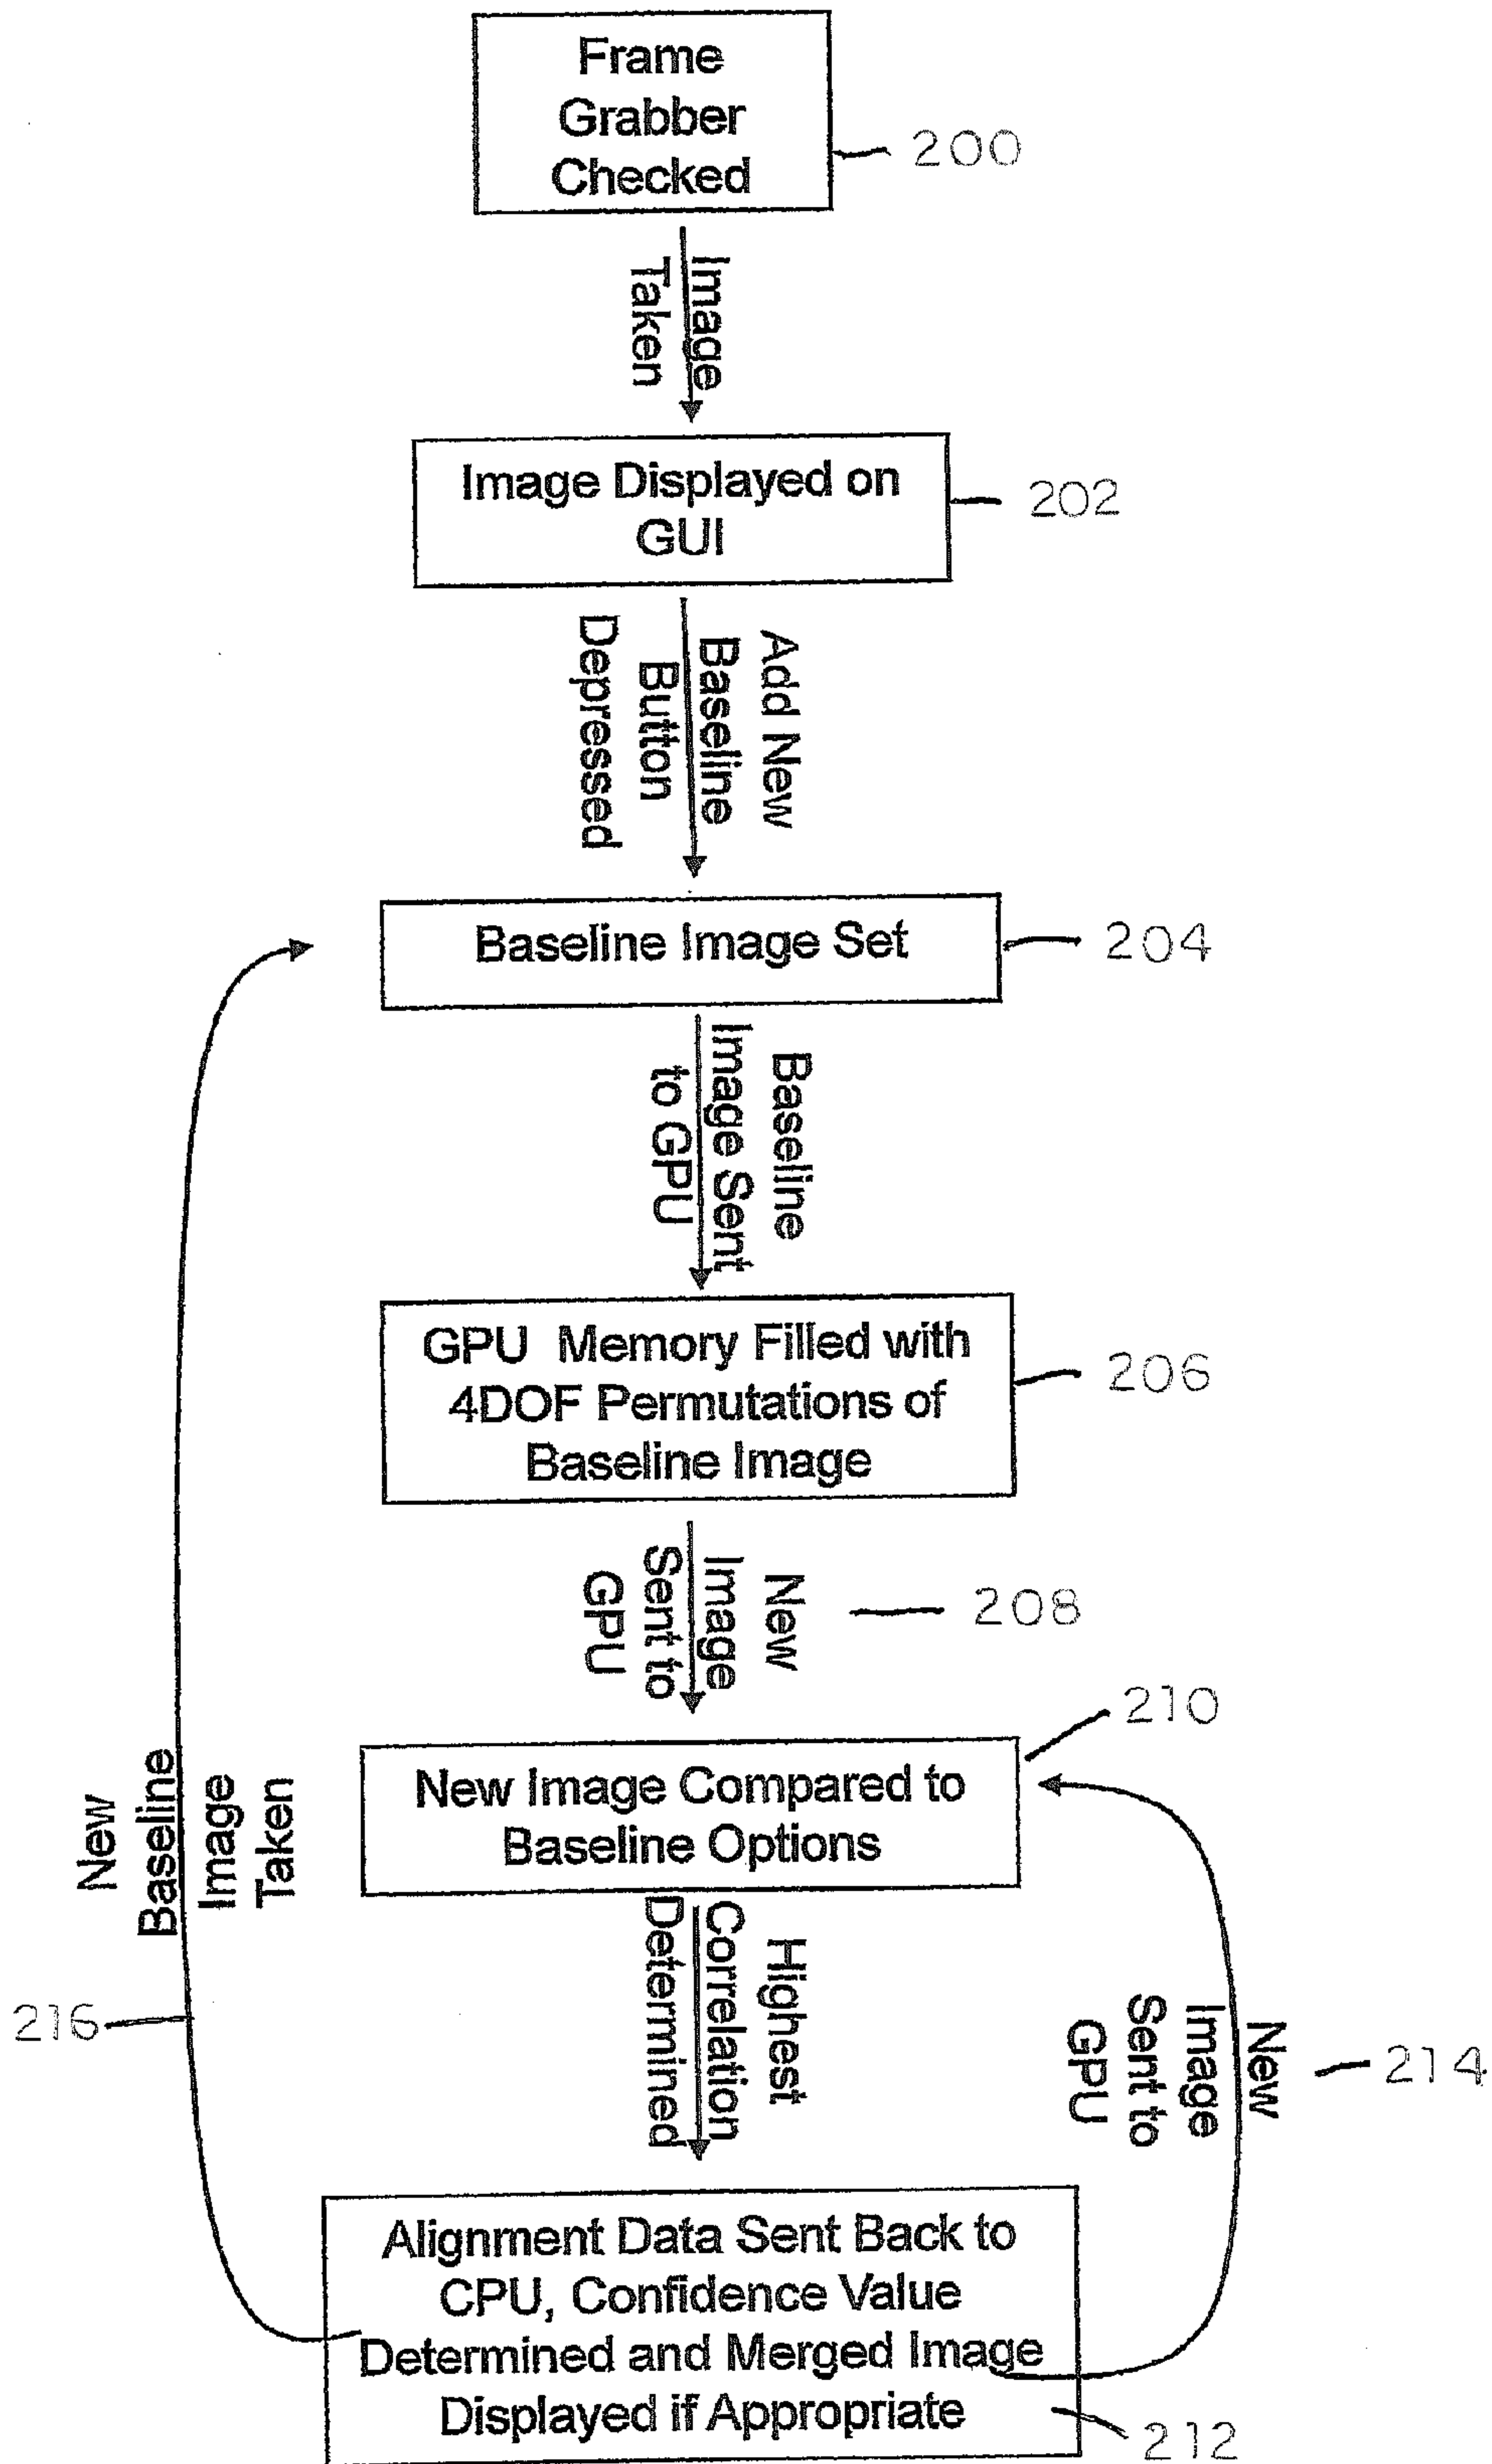 Frame
Grabber
Checked
200
Image
Taken
Image Displayed on
GUI
202
Add New
Baseline
Button
Depressed
Baseline Image Set
204
Baseline
Image Sent
to GPU
GPU Memory Filled with
4DOF Permutations of
Baseline Image
206
New
Image
Sent to
GPU
208
210
New Image Compared to
Baseline Options
New
Baseline
Image
Taken
216
Highest
Correlation
Determined
New
Image
Sent to
GPU
214
Alignment Data Sent Back to
CPU, Confidence Value
Determined and Merged Image
Displayed if Appropriate
212